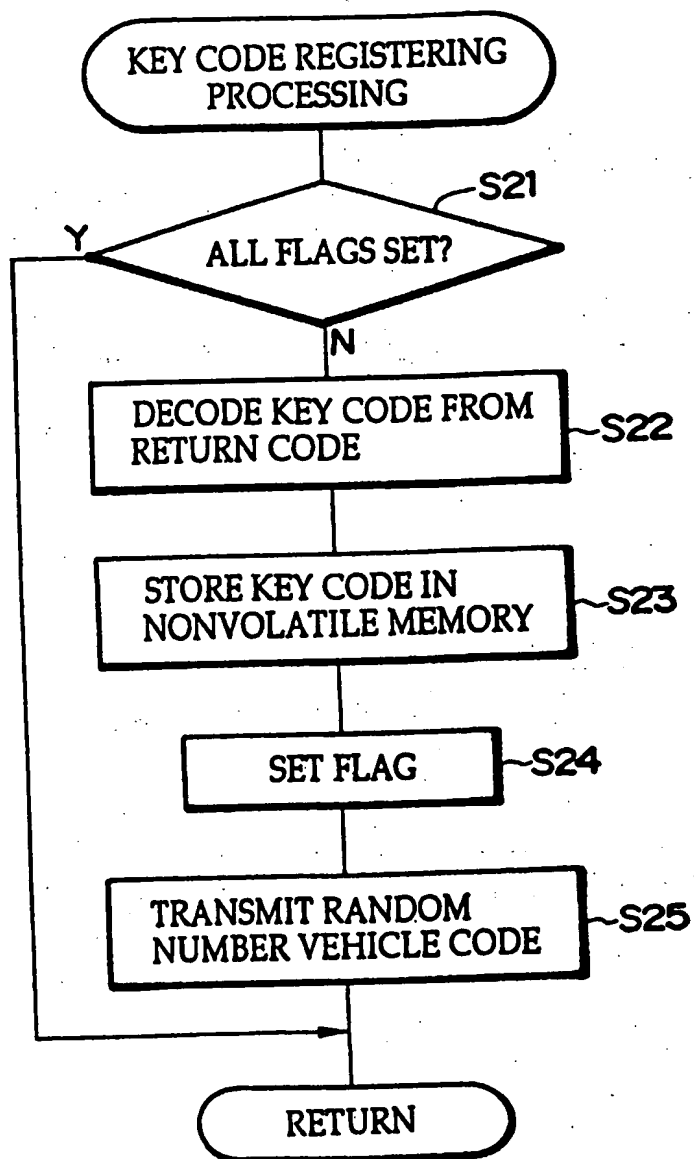 KEY CODE REGISTERING
PROCESSING
S21
Y
ALL FLAGS SET?
N
DECODE KEY CODE FROM
RETURN CODE
S22
STORE KEY CODE IN
NONVOLATILE MEMORY
S23
SET FLAG
S24
TRANSMIT RANDOM
NUMBER VEHICLE CODE
S25
RETURN